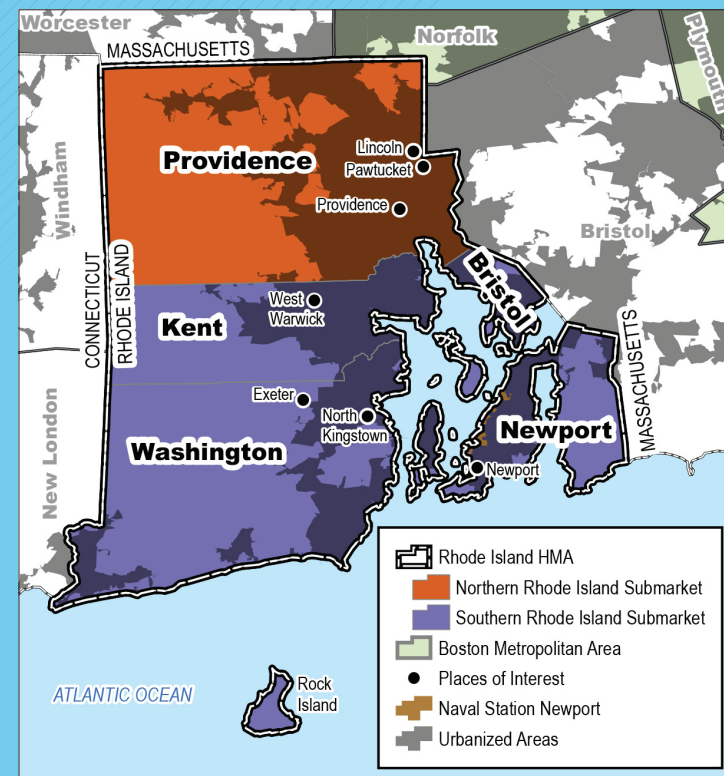 Worcester
MASSACHUSETTS
Norfolk
Plymouth
Windham
Providence
Lincoln
Pawtucket
Providence
Bristol
CONNECTICUT
RHODE ISLAND
Bristol
West
Warwick
Kent
MASSACHUSETTS
Exeter
North
Kingstown
New London
Washington
Newport
Newport
Rhode Island HMA
Northern Rhode Island Submarket
Southern Rhode Island Submarket
Boston Metropolitan Area
Places of Interest
Naval Station Newport
Urbanized Areas
ATLANTIC OCEAN
Rock
Island